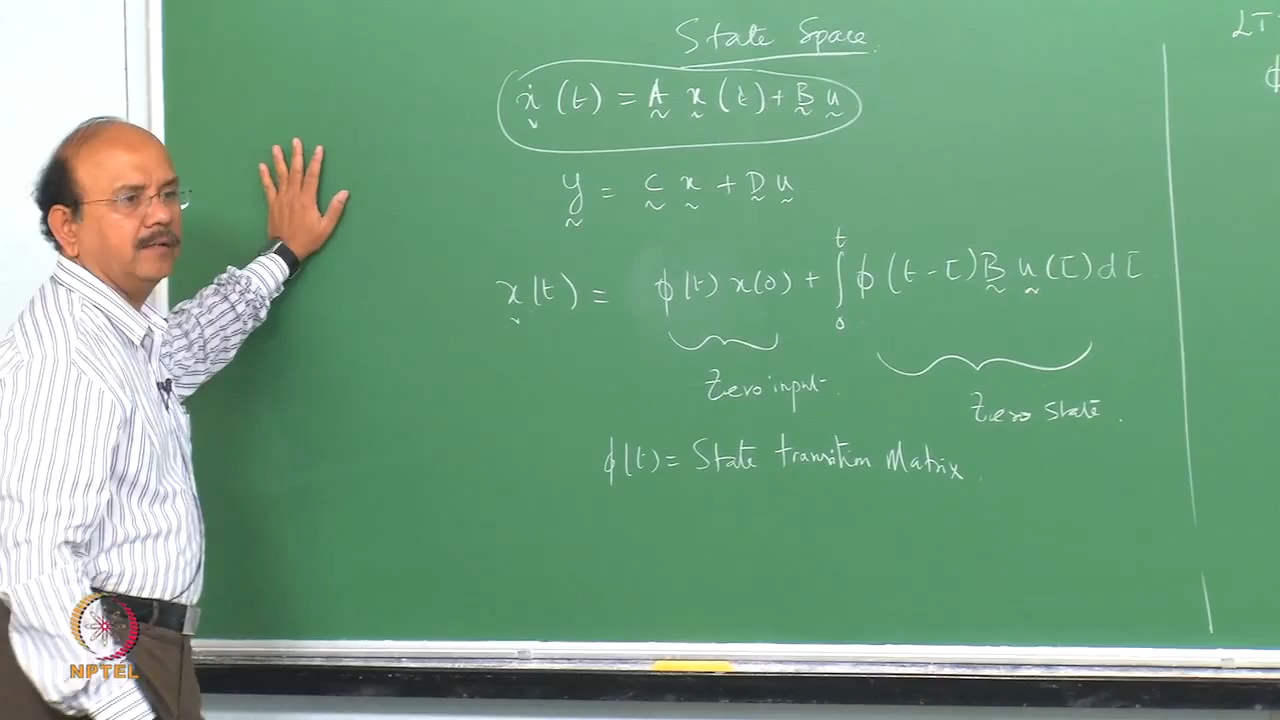 State Space.
ẋ(t) = A x(t) + B u
y = C x + D u
x(t) = ϕ(t) x(0) + ∫₀ᵗ ϕ(t-τ) B u(τ) dτ
Zero input.
Zero state.
ϕ(t) = State transition Matrix.
LT
ϕ
NPTEL